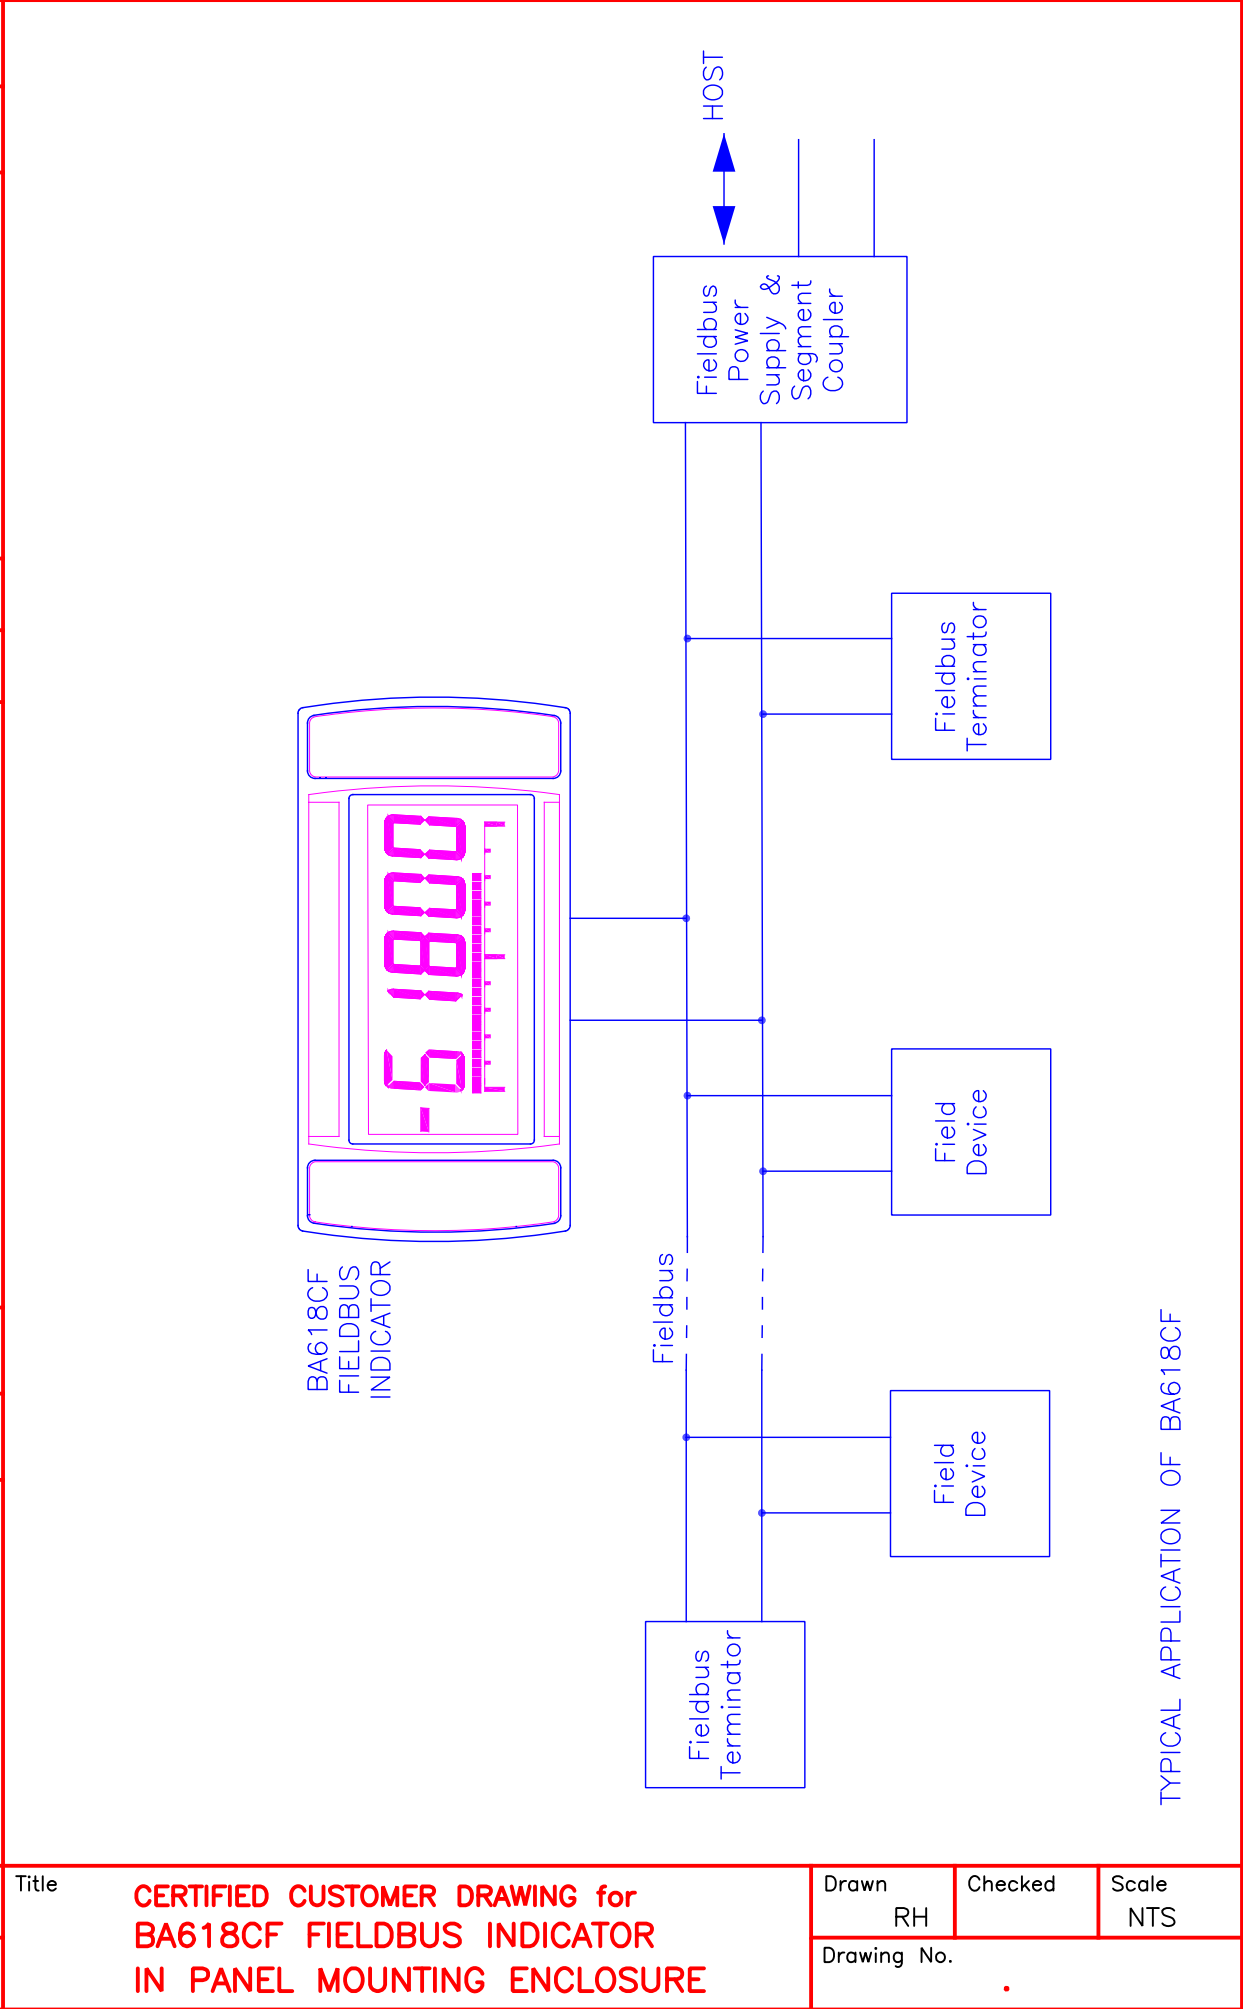 HOST
Fieldbus
Power
Supply &
Segment
Coupler
Fieldbus
Terminator
-61800
BA618CF
FIELDBUS
INDICATOR
Field
Device
Fieldbus
Field
Device
Fieldbus
Terminator
TYPICAL APPLICATION OF BA618CF
Title
CERTIFIED CUSTOMER DRAWING for
BA618CF FIELDBUS INDICATOR
IN PANEL MOUNTING ENCLOSURE
Drawn
RH
Checked
Scale
NTS
Drawing No.
.